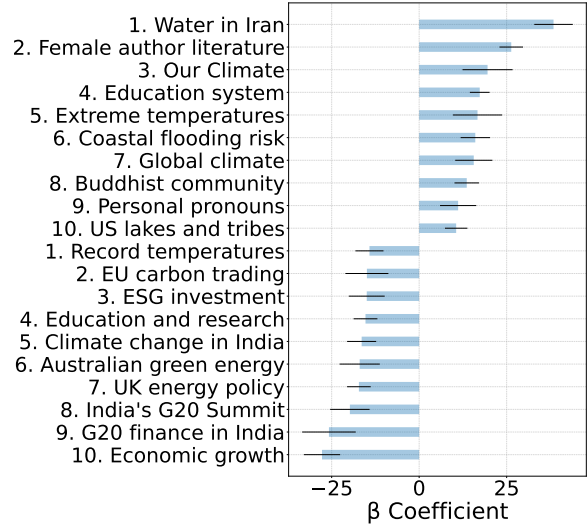 1. Water in Iran
2. Female author literature
3. Our Climate
4. Education system
5. Extreme temperatures
6. Coastal flooding risk
7. Global climate
8. Buddhist community
9. Personal pronouns
10. US lakes and tribes
1. Record temperatures
2. EU carbon trading
3. ESG investment
4. Education and research
5. Climate change in India
6. Australian green energy
7. UK energy policy
8. India's G20 Summit
9. G20 finance in India
10. Economic growth
−25 0 25
β Coefficient